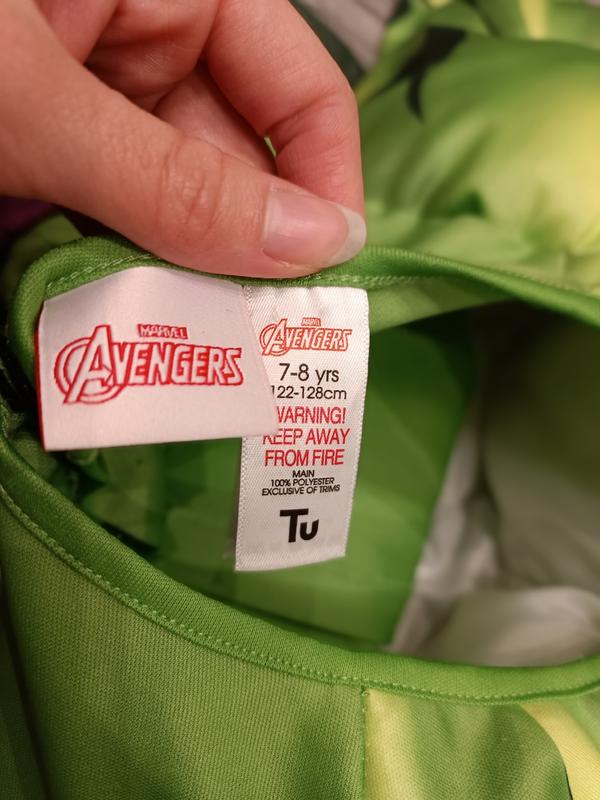 MARVEL
AVENGERS
MARVEL
AVENGERS
7-8 yrs
122-128cm
WARNING!
KEEP AWAY
FROM FIRE
MAIN
100% POLYESTER
EXCLUSIVE OF TRIMS
Tu